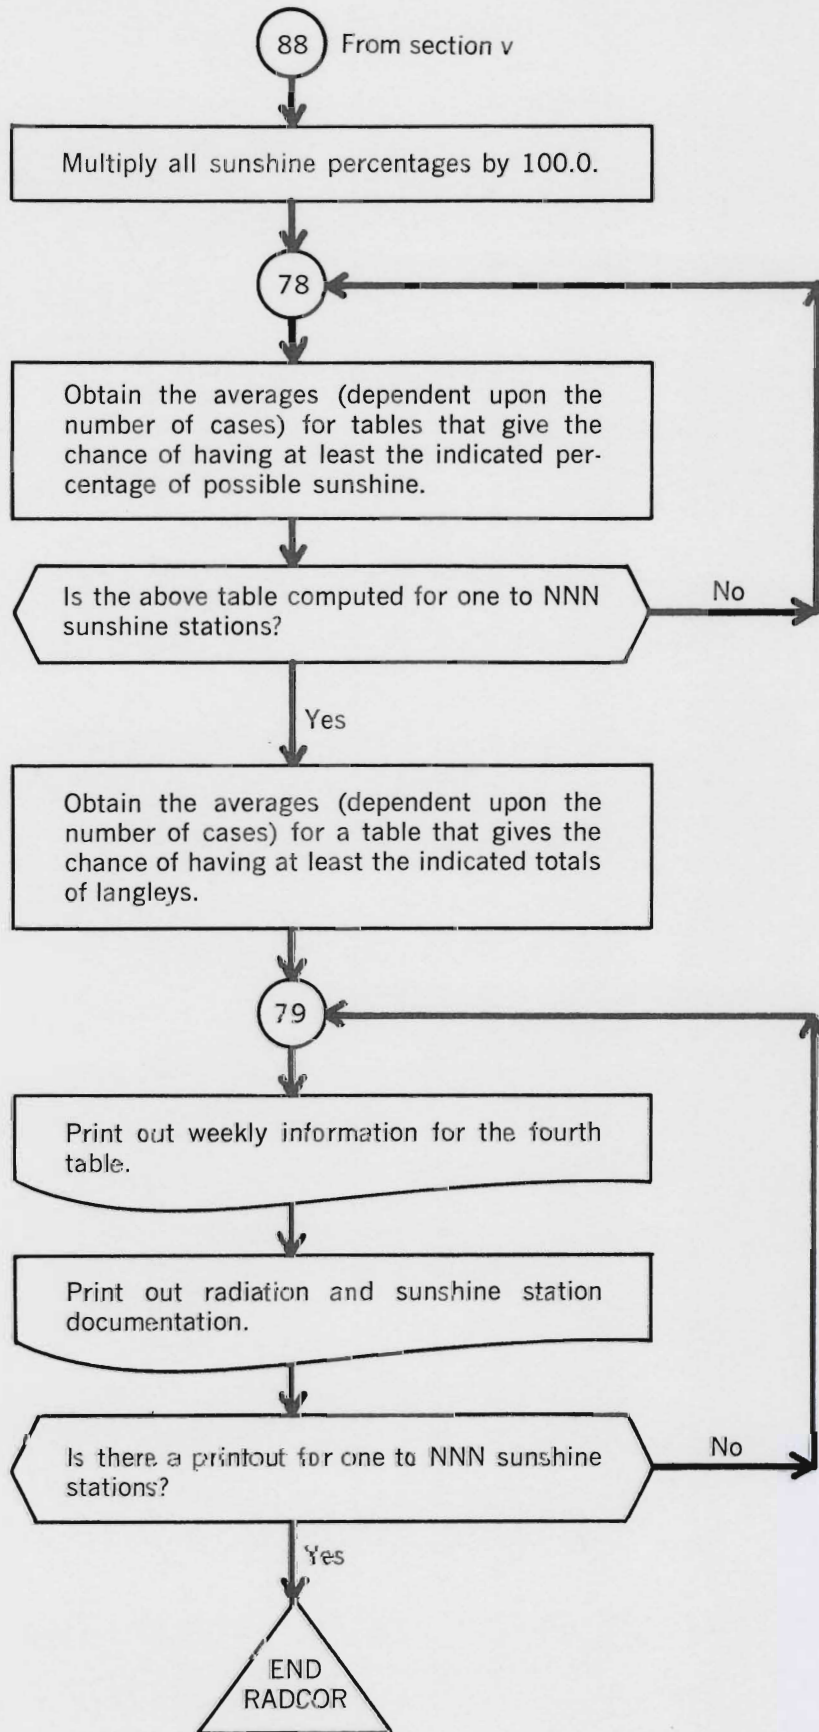 88 From section v
Multiply all sunshine percentages by 100.0.
78
Obtain the averages (dependent upon the
number of cases) for tables that give the
chance of having at least the indicated per-
centage of possible sunshine.
Is the above table computed for one to NNN
sunshine stations?
No
Yes
Obtain the averages (dependent upon the
number of cases) for a table that gives the
chance of having at least the indicated totals
of langleys.
79
Print out weekly information for the fourth
table.
Print out radiation and sunshine station
documentation.
Is there a printout for one to NNN sunshine
stations?
No
Yes
END
RADCOR